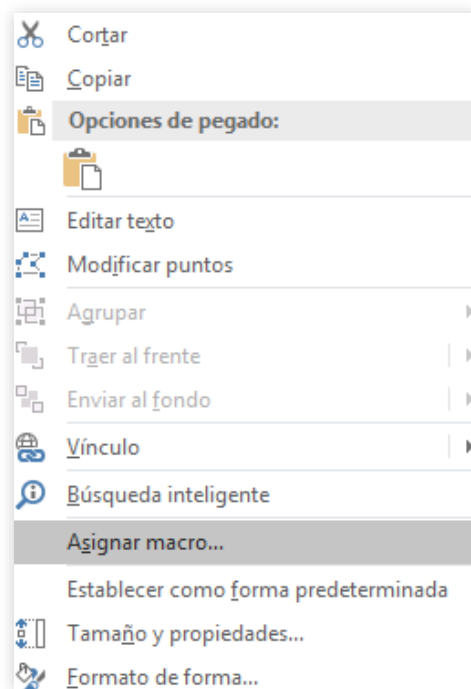 Cortar
Copiar
Opciones de pegado:
Editar texto
Modificar puntos
Agrupar
Traer al frente
Enviar al fondo
Vínculo
Búsqueda inteligente
Asignar macro...
Establecer como forma predeterminada
Tamaño y propiedades...
Formato de forma...